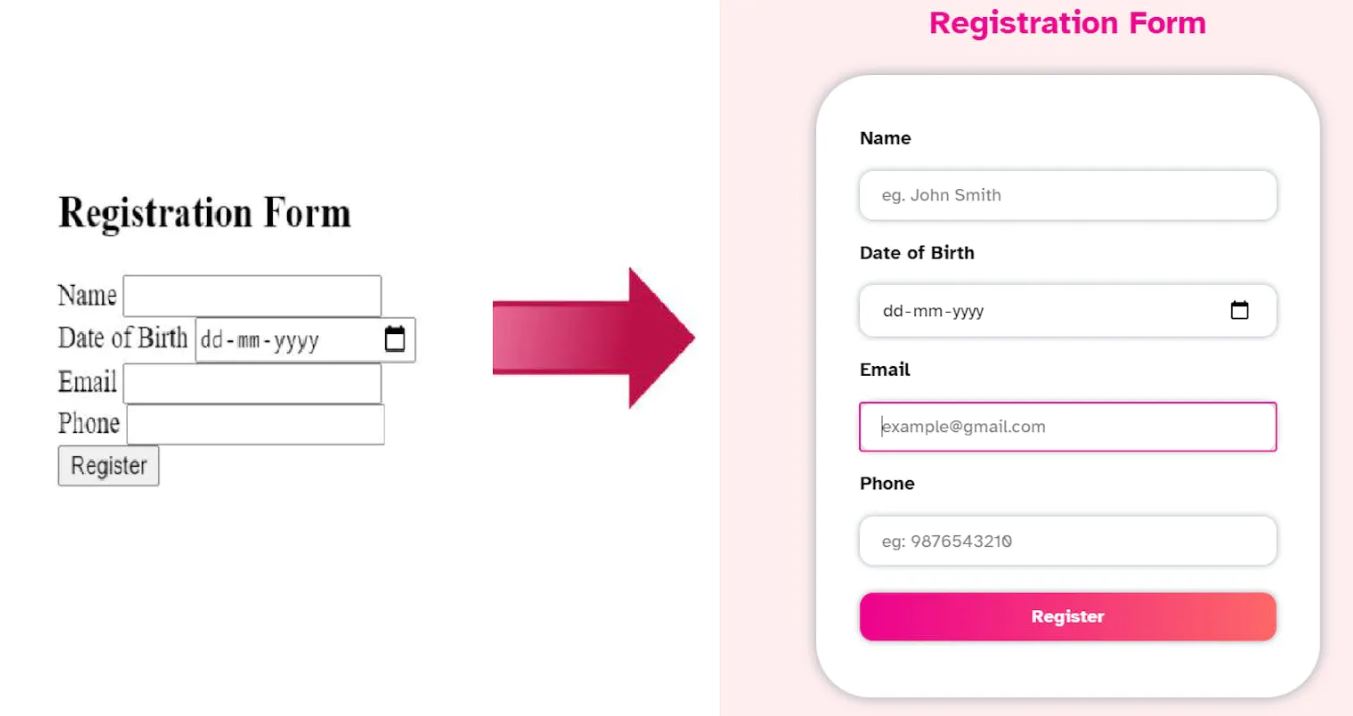 Registration Form
Name
Date of Birth dd-mm-yyyy
Email
Phone
Register
Registration Form
Name
eg. John Smith
Date of Birth
dd-mm-yyyy
Email
example@gmail.com
Phone
eg: 9876543210
Register